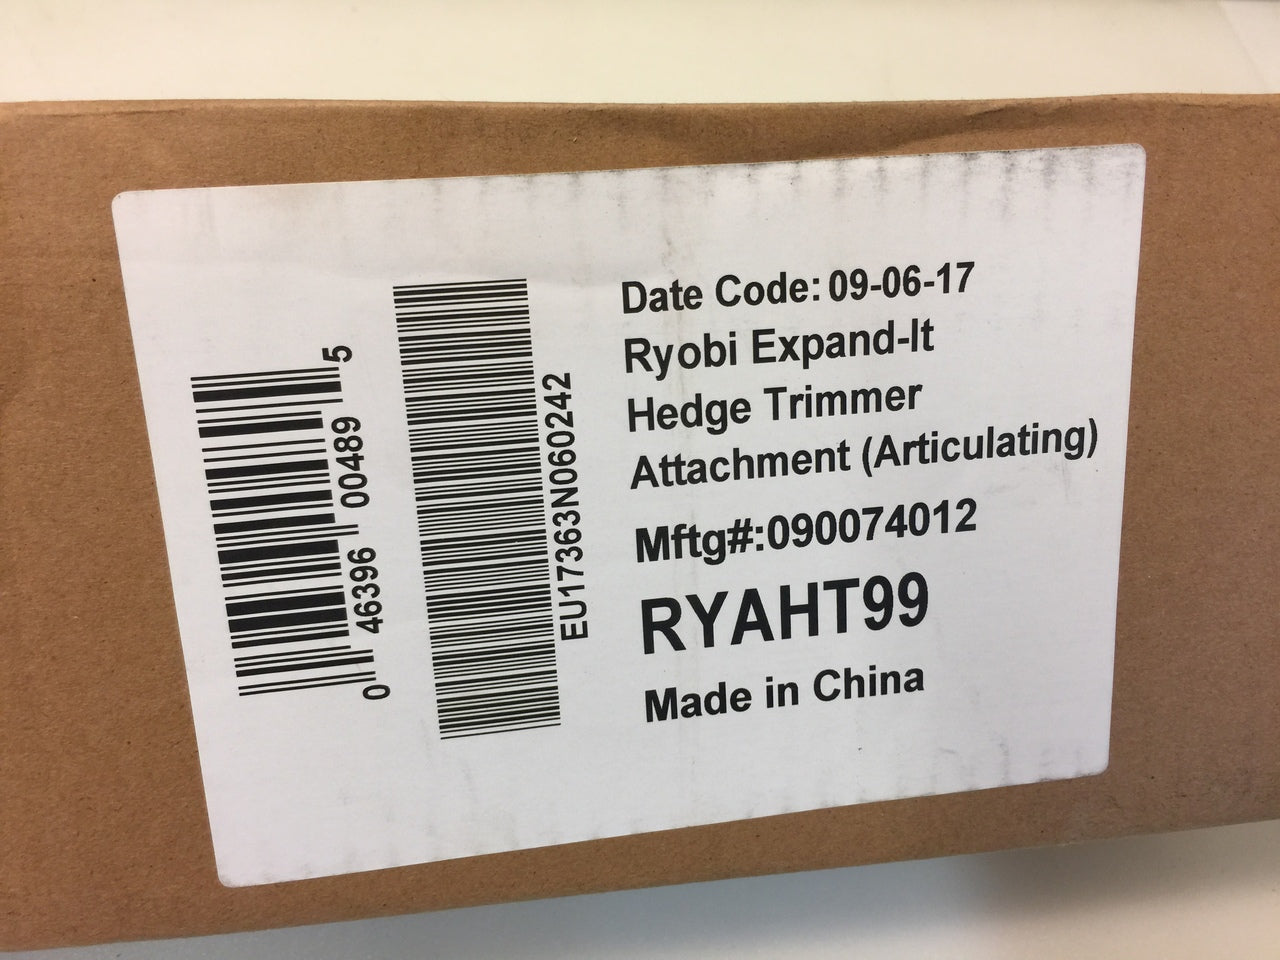 0 46396 00489 5
EU17363N060242
Date Code: 09-06-17
Ryobi Expand-It
Hedge Trimmer
Attachment (Articulating)
Mftg#:090074012
RYAHT99
Made in China